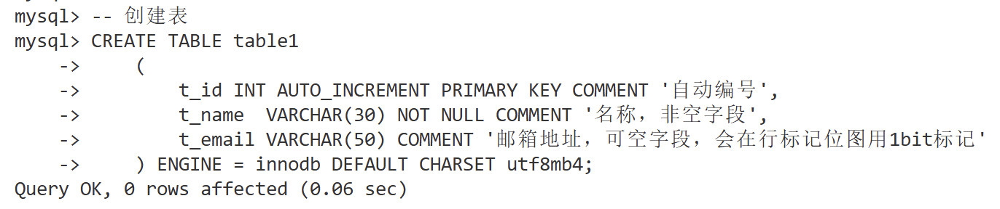 mysql> -- 创建表
mysql> CREATE TABLE table1
    ->     (
    ->         t_id INT AUTO_INCREMENT PRIMARY KEY COMMENT '自动编号',
    ->         t_name  VARCHAR(30) NOT NULL COMMENT '名称，非空字段',
    ->         t_email VARCHAR(50) COMMENT '邮箱地址，可空字段，会在行标记位图用1bit标记'
    ->     ) ENGINE = innodb DEFAULT CHARSET utf8mb4;
Query OK, 0 rows affected (0.06 sec)